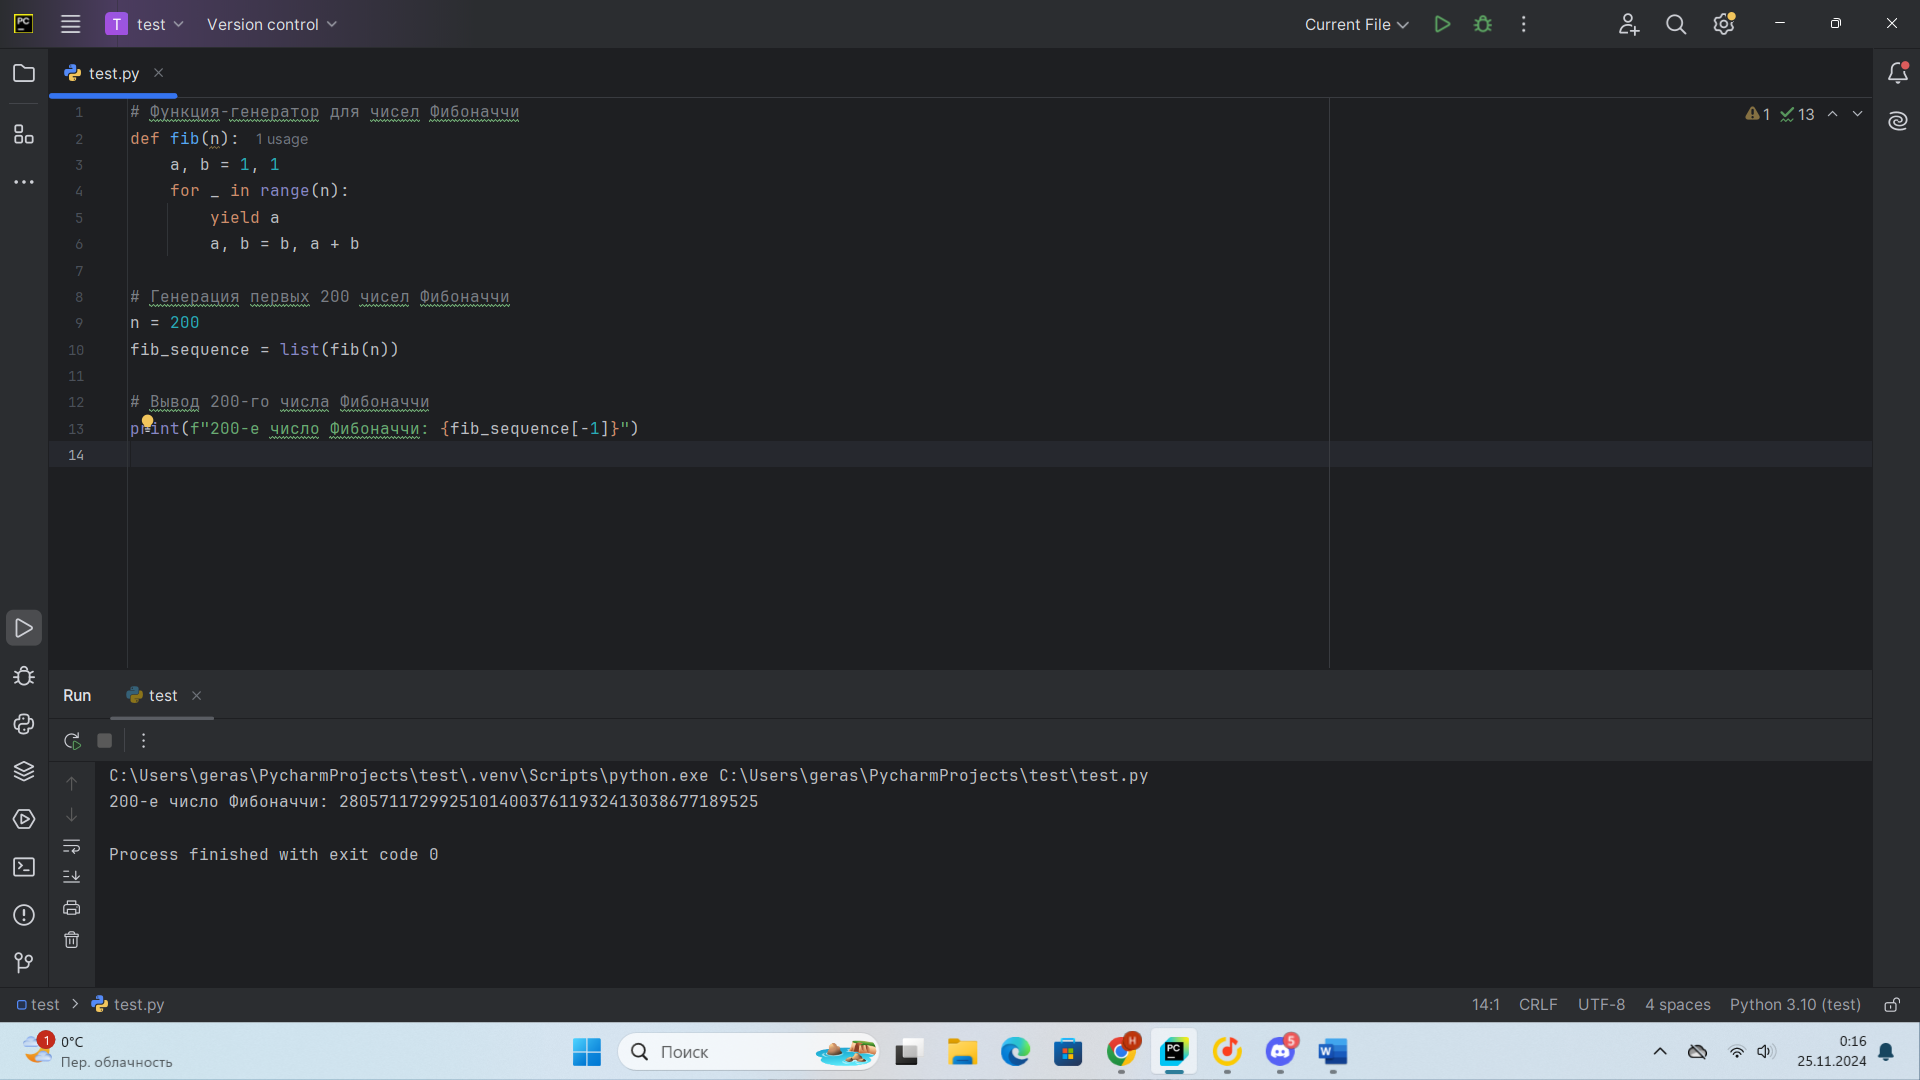 PC T test Version control Current File
test.py
1 # Функция-генератор для чисел Фибоначчи
2 def fib(n): 1 usage
3 a, b = 1, 1
4 for _ in range(n):
5 yield a
6 a, b = b, a + b
7
8 # Генерация первых 200 чисел Фибоначчи
9 n = 200
10 fib_sequence = list(fib(n))
11
12 # Вывод 200-го числа Фибоначчи
13 print(f"200-е число Фибоначчи: {fib_sequence[-1]}")
14
1 13
Run test
C:\Users\geras\PycharmProjects\test\.venv\Scripts\python.exe C:\Users\geras\PycharmProjects\test\test.py
200-е число Фибоначчи: 280571172992510140037611932413038677189525
Process finished with exit code 0
test > test.py 14:1 CRLF UTF-8 4 spaces Python 3.10 (test)
1 0°C
Пер. облачность
Поиск
H PC 5 W
0:16
25.11.2024